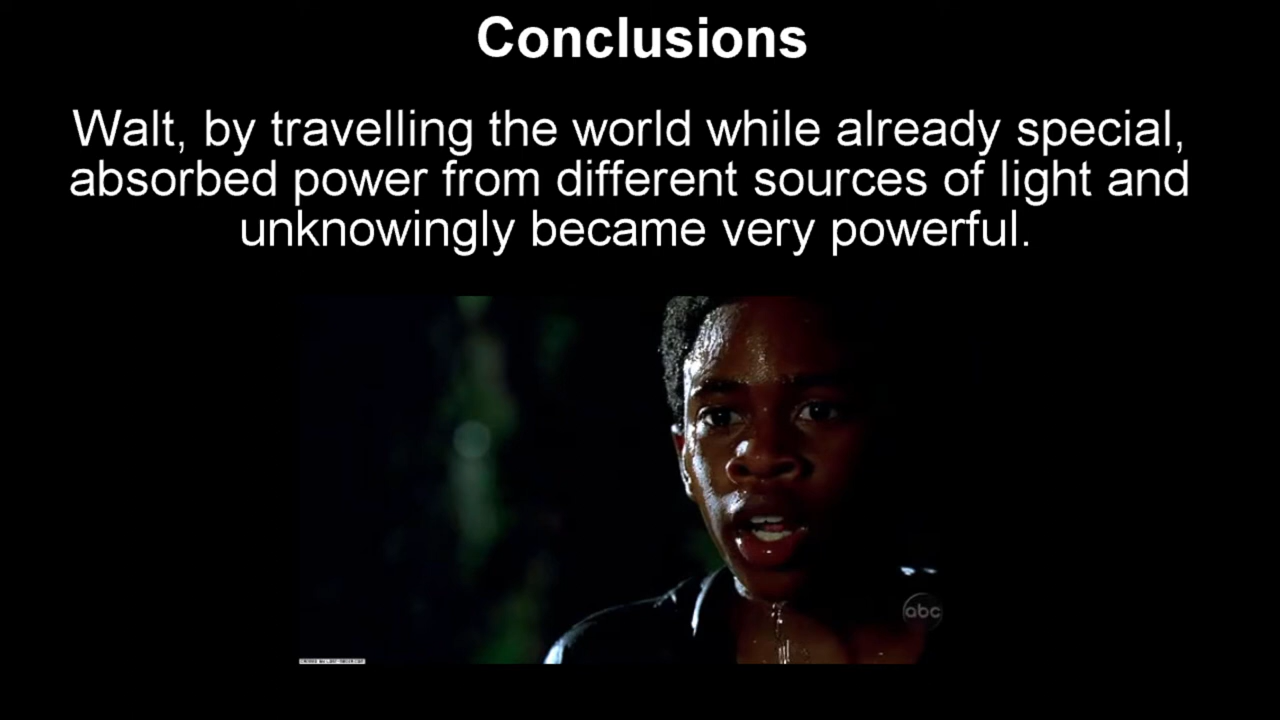 Conclusions
Walt, by travelling the world while already special,
absorbed power from different sources of light and
unknowingly became very powerful.
abc